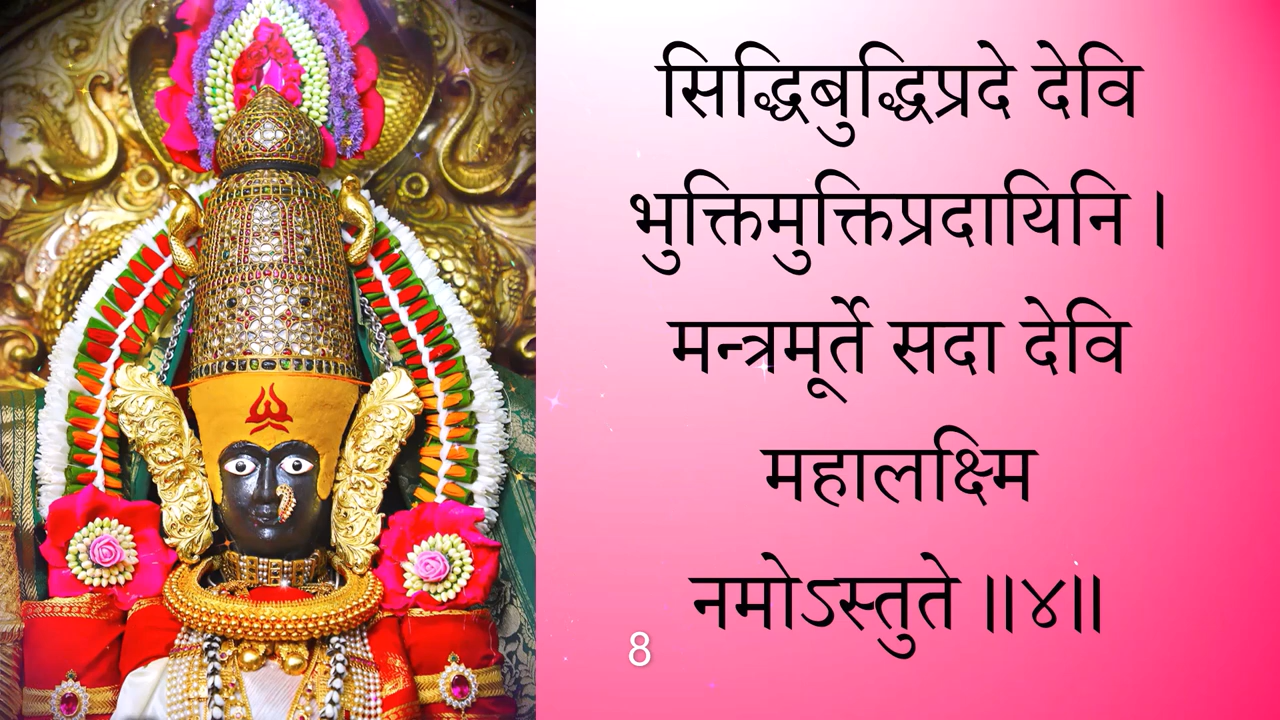 सिद्धिबुद्धिप्रदे देवि
भुक्तिमुक्तिप्रदायिनि ।
मन्त्रमूर्ते सदा देवि
महालक्ष्मि
नमोऽस्तुते ॥४॥
8